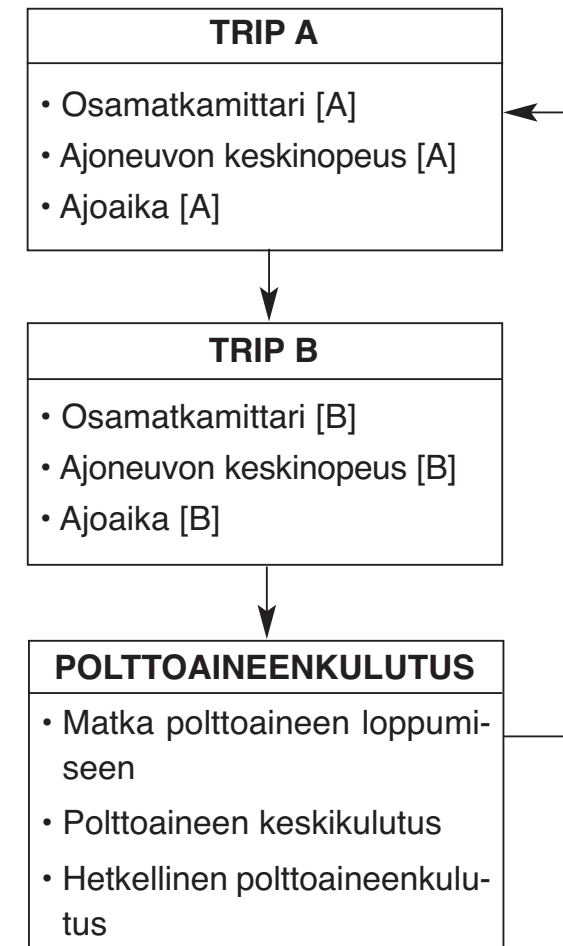 TRIP A
• Osamatkamittari [A]
• Ajoneuvon keskinopeus [A]
• Ajoaika [A]
TRIP B
• Osamatkamittari [B]
• Ajoneuvon keskinopeus [B]
• Ajoaika [B]
POLTTOAINEENKULUTUS
• Matka polttoaineen loppumi-
seen
• Polttoaineen keskikulutus
• Hetkellinen polttoaineenkulu-
tus